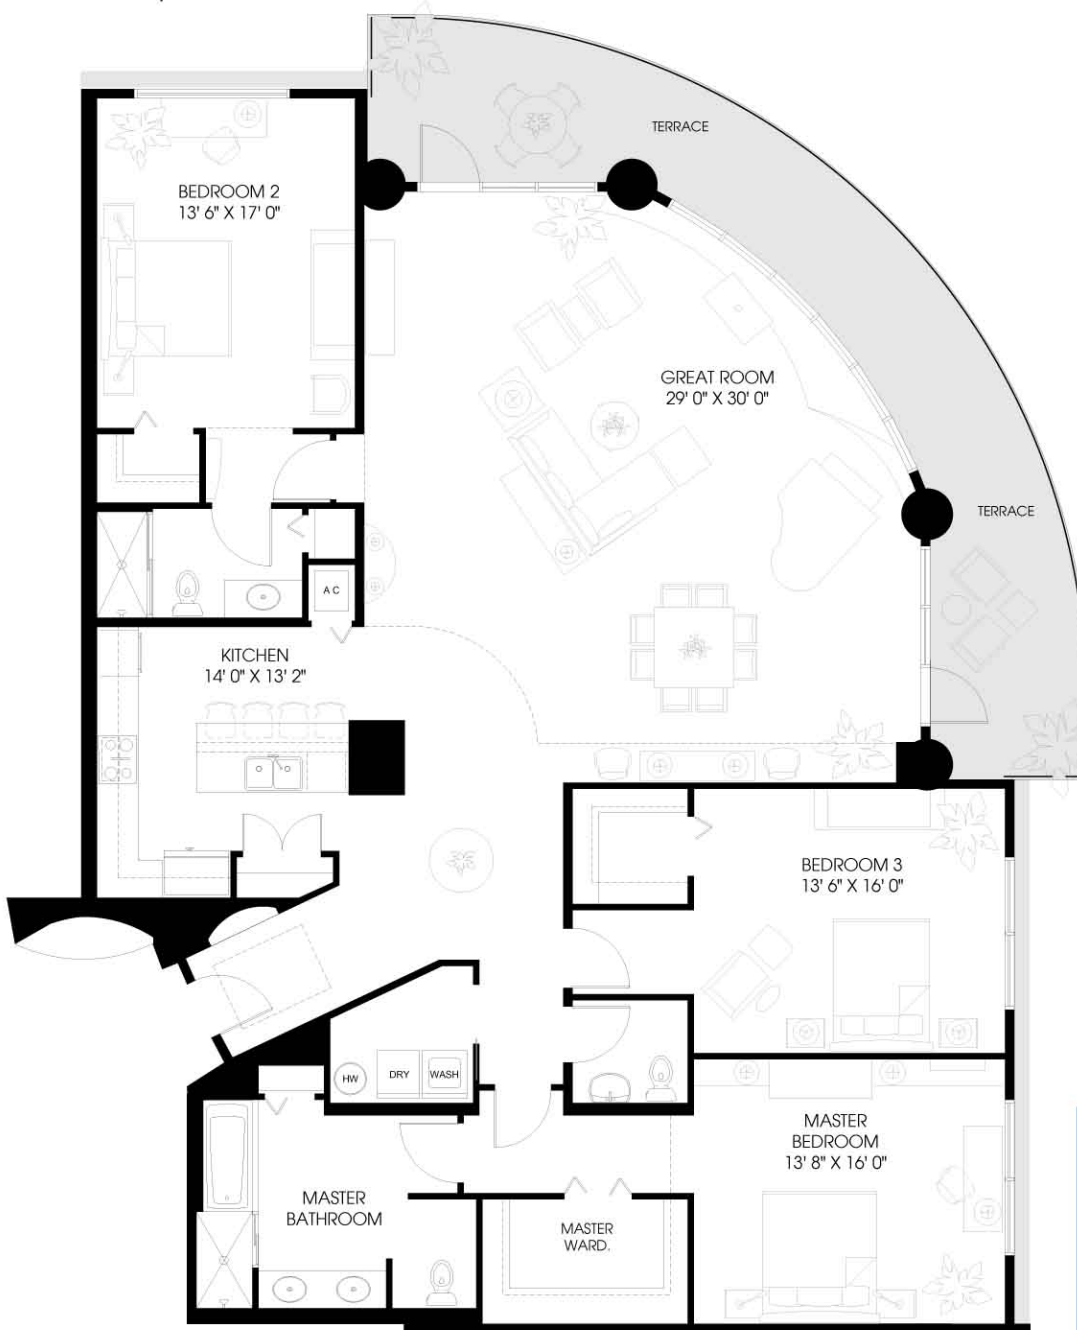 TERRACE
BEDROOM 2
13' 6" X 17' 0"
GREAT ROOM
29' 0" X 30' 0"
TERRACE
A C
KITCHEN
14' 0" X 13' 2"
BEDROOM 3
13' 6" X 16' 0"
HW
DRY
WASH
MASTER
BEDROOM
13' 8" X 16' 0"
MASTER
BATHROOM
MASTER
WARD.